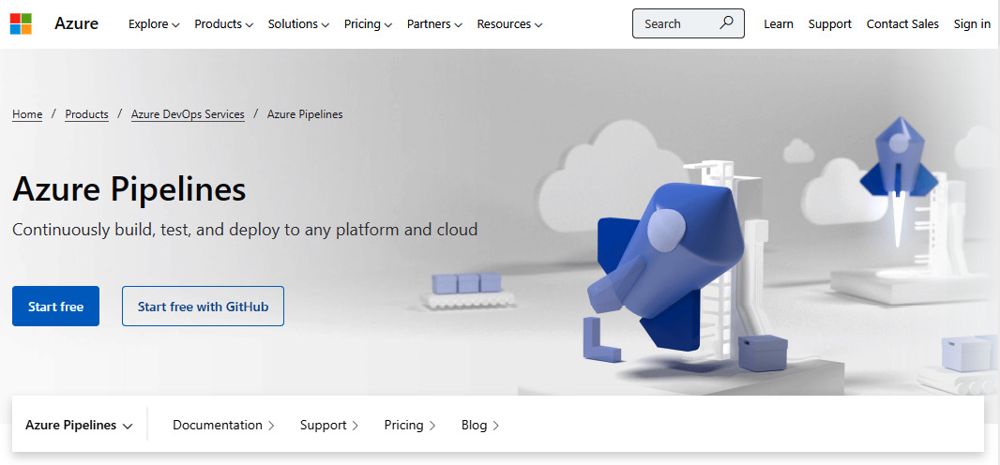 Azure Explore Products Solutions Pricing Partners Resources Search Learn Support Contact Sales Sign in
Home / Products / Azure DevOps Services / Azure Pipelines
Azure Pipelines
Continuously build, test, and deploy to any platform and cloud
Start free Start free with GitHub
Azure Pipelines Documentation Support Pricing Blog